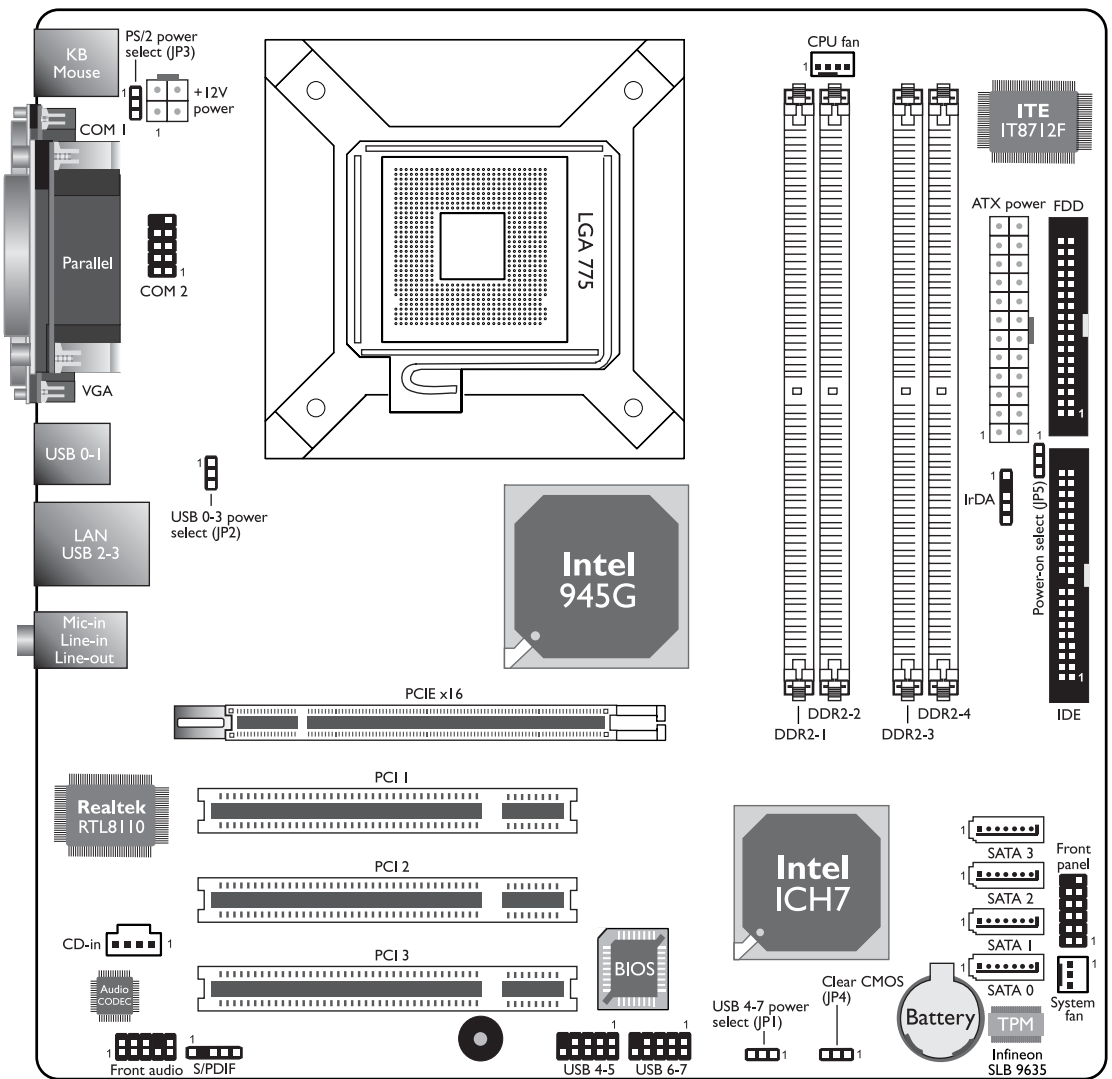 KB
Mouse
PS/2 power
select (JP3)
1
+12V
power
1
COM 1
Parallel
1
COM 2
VGA
USB 0-1
1
USB 0-3 power
select (JP2)
LAN
USB 2-3
Mic-in
Line-in
Line-out
LGA 775
CPU fan
1
ITE
IT8712F
ATX power
FDD
1
1
1
IrDA
1
Power-on select (JP5)
1
IDE
Intel
945G
DDR2-2
DDR2-1
DDR2-4
DDR2-3
PCIE x16
PCI 1
Realtek
RTL8110
PCI 2
CD-in
1
PCI 3
Audio
CODEC
1
Front audio
1
S/PDIF
BIOS
1
USB 4-5
1
USB 6-7
Intel
ICH7
USB 4-7 power
select (JP1)
1
Clear CMOS
(JP4)
1
Battery
1
SATA 3
1
SATA 2
1
SATA 1
1
SATA 0
Front
panel
1
1
System
fan
TPM
Infineon
SLB 9635